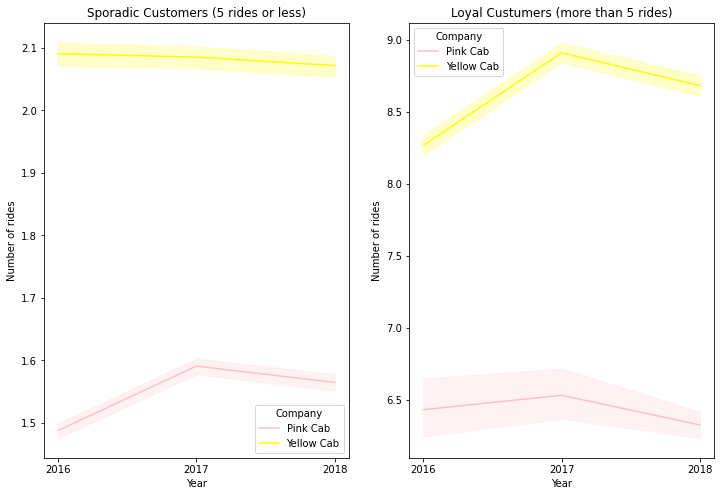 Sporadic Customers (5 rides or less)
Number of rides
2.1
2.0
1.9
1.8
1.7
1.6
1.5
Company
Pink Cab
Yellow Cab
2016 2017 2018
Year
Loyal Custumers (more than 5 rides)
Number of rides
9.0
8.5
8.0
7.5
7.0
6.5
Company
Pink Cab
Yellow Cab
2016 2017 2018
Year